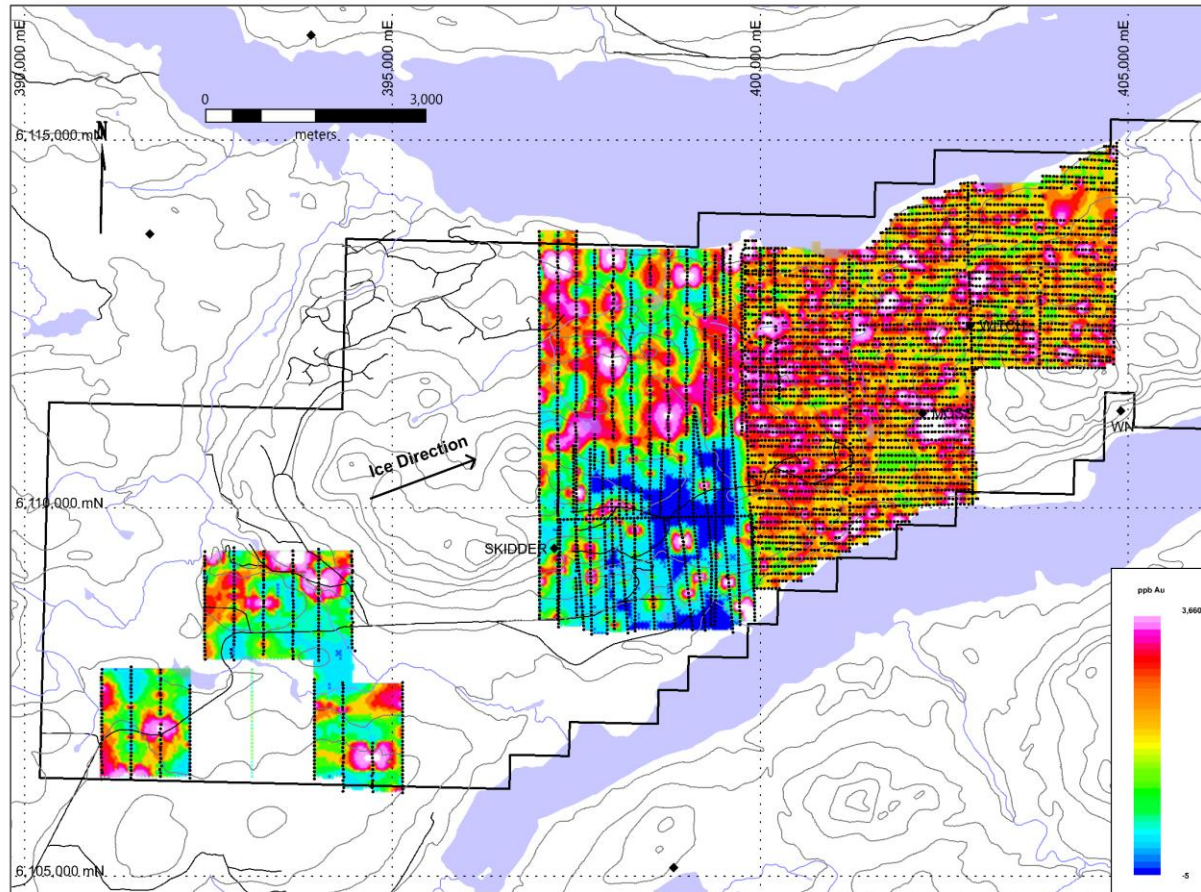 390,000 mE
395,000 mE
400,000 mE
405,000 mE
0
3,000
meters
6,115,000 mN
N
WITCH
MOSS
WN
Ice Direction
6,110,000 mN
SKIDDER
ppb Au
3,660
-5
6,105,000 mN